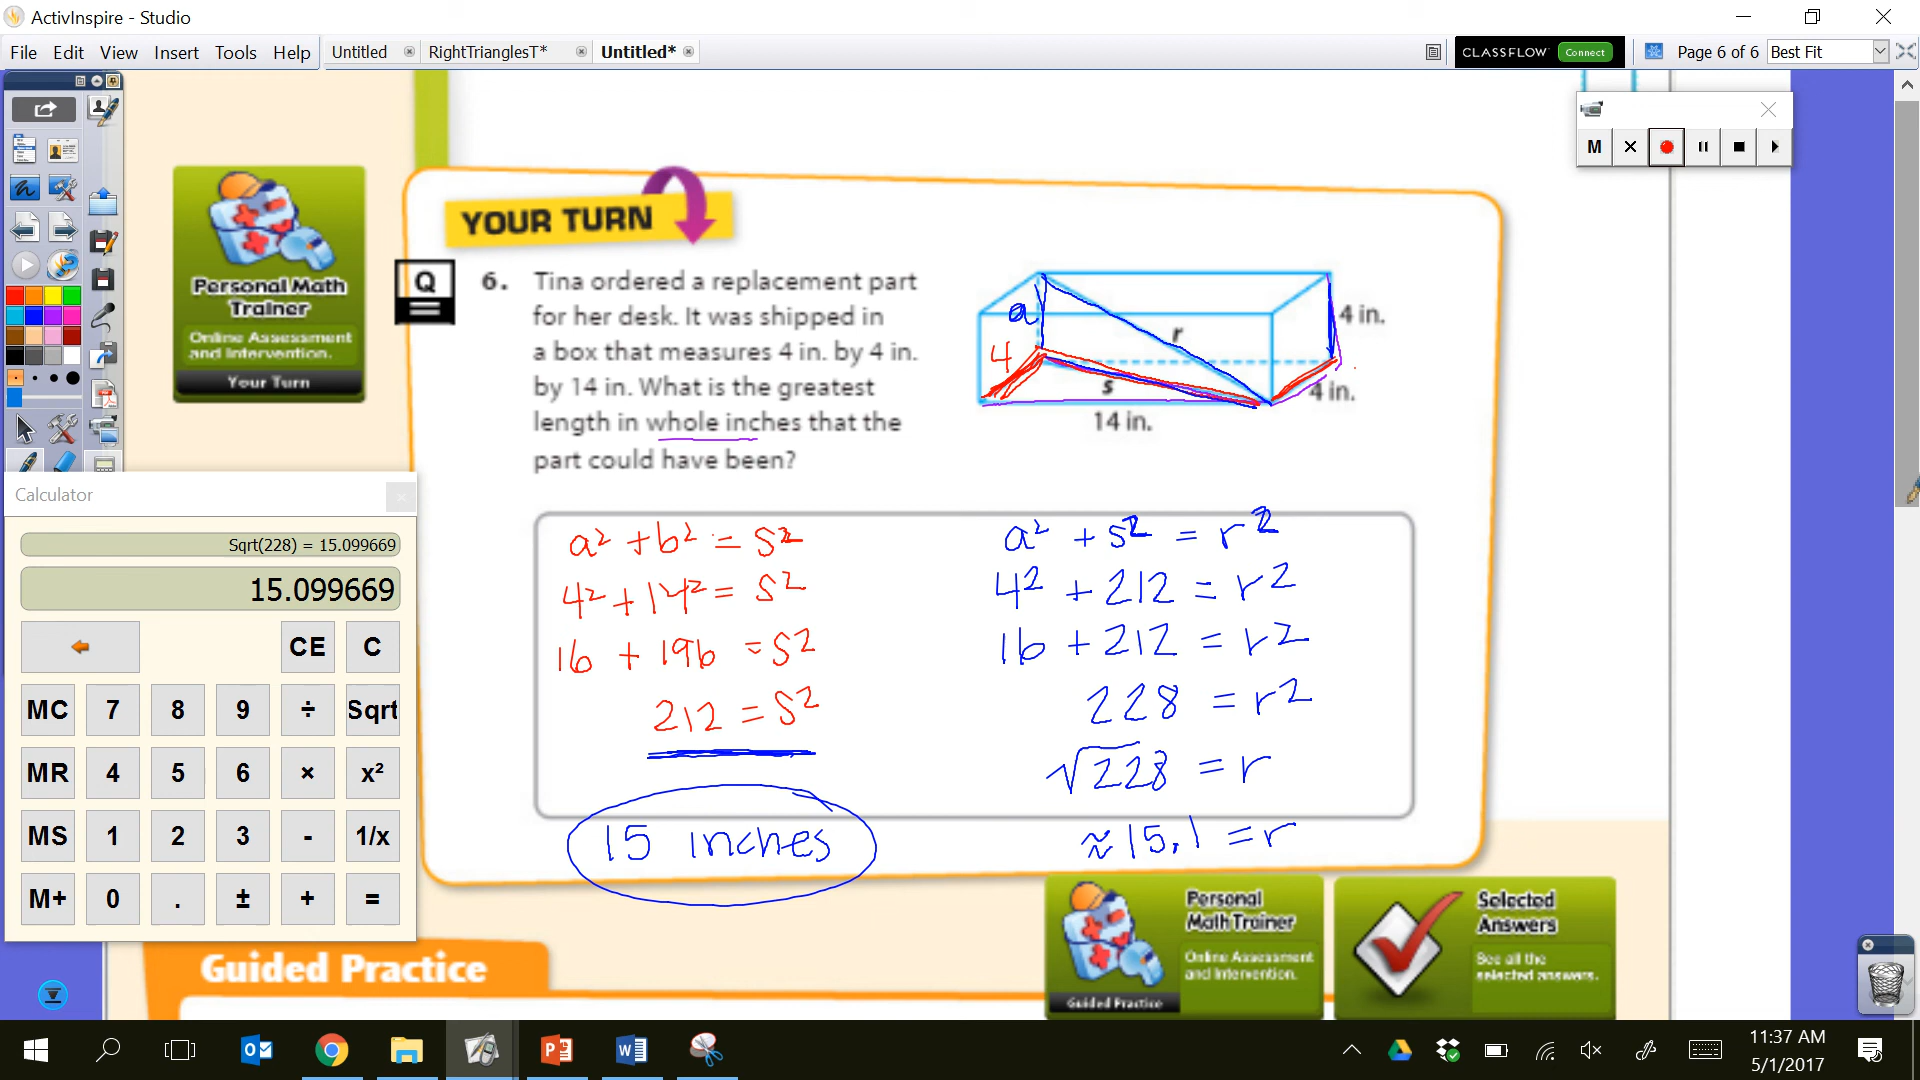 ActivInspire - Studio
File Edit View Insert Tools Help
Untitled RightTrianglesT* Untitled*
CLASSFLOW Connect
Page 6 of 6 Best Fit
M
Personal Math
Trainer
Online Assessment
and Intervention.
Your Turn
YOUR TURN
Q
6. Tina ordered a replacement part
for her desk. It was shipped in
a box that measures 4 in. by 4 in.
by 14 in. What is the greatest
length in whole inches that the
part could have been?
a
4
r
s
4 in.
4 in.
14 in.
a² + b² = s²
4² + 14² = s²
16 + 196 = s²
212 = s²
15 inches
a² + s² = r²
4² + 212 = r²
16 + 212 = r²
228 = r²
√228 = r
≈ 15.1 = r
Calculator
Sqrt(228) = 15.099669
15.099669
CE C
MC 7 8 9 ÷ Sqrt
MR 4 5 6 × x²
MS 1 2 3 - 1/x
M+ 0 . ± + =
Guided Practice
Personal
Math Trainer
Online Assessment
and Intervention.
Guided Practice
Selected
Answers
See all the
selected answers.
11:37 AM
5/1/2017